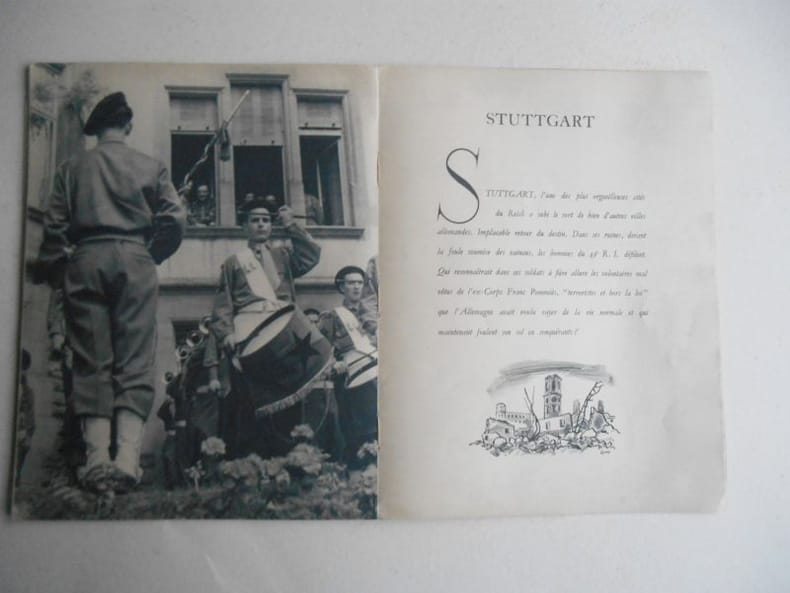 STUTTGART
STUTTGART, l'une des plus orgueilleuses cités
du Reich a subi le sort de bien d'autres villes
allemandes. Implacable retour du destin. Dans ses ruines, devant
la foule soumise des vaincus, les hommes du 49e R. I. défilent.
Qui reconnaîtrait dans ces soldats à fière allure les volontaires mal
vêtus de l'ex-Corps Franc Pommiès, "terroristes et hors la loi"
que l'Allemagne avait voulu rayer de la vie normale et qui
maintenant foulent son sol en conquérants?